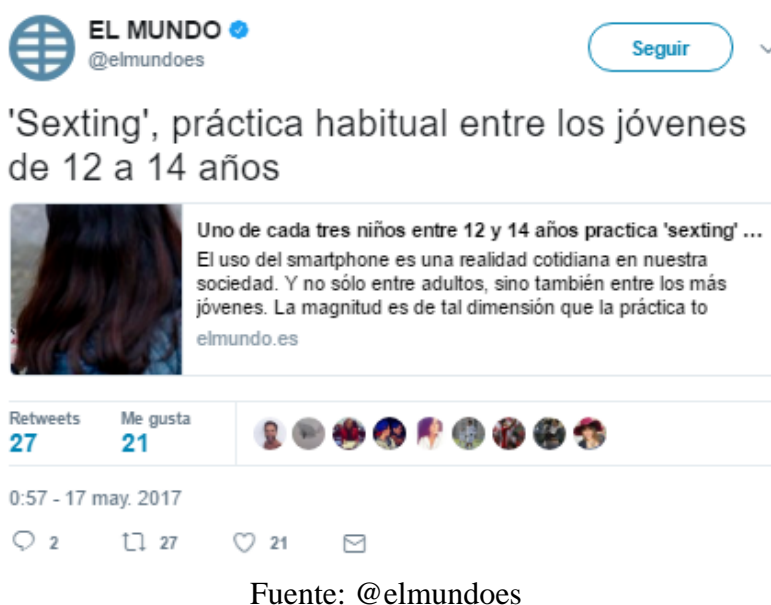 EL MUNDO
@elmundoes
Seguir
'Sexting', práctica habitual entre los jóvenes
de 12 a 14 años
Uno de cada tres niños entre 12 y 14 años practica 'sexting' ...
El uso del smartphone es una realidad cotidiana en nuestra
sociedad. Y no sólo entre adultos, sino también entre los más
jóvenes. La magnitud es de tal dimensión que la práctica to
elmundo.es
Retweets Me gusta
27 21
0:57 - 17 may. 2017
2 27 21
Fuente: @elmundoes